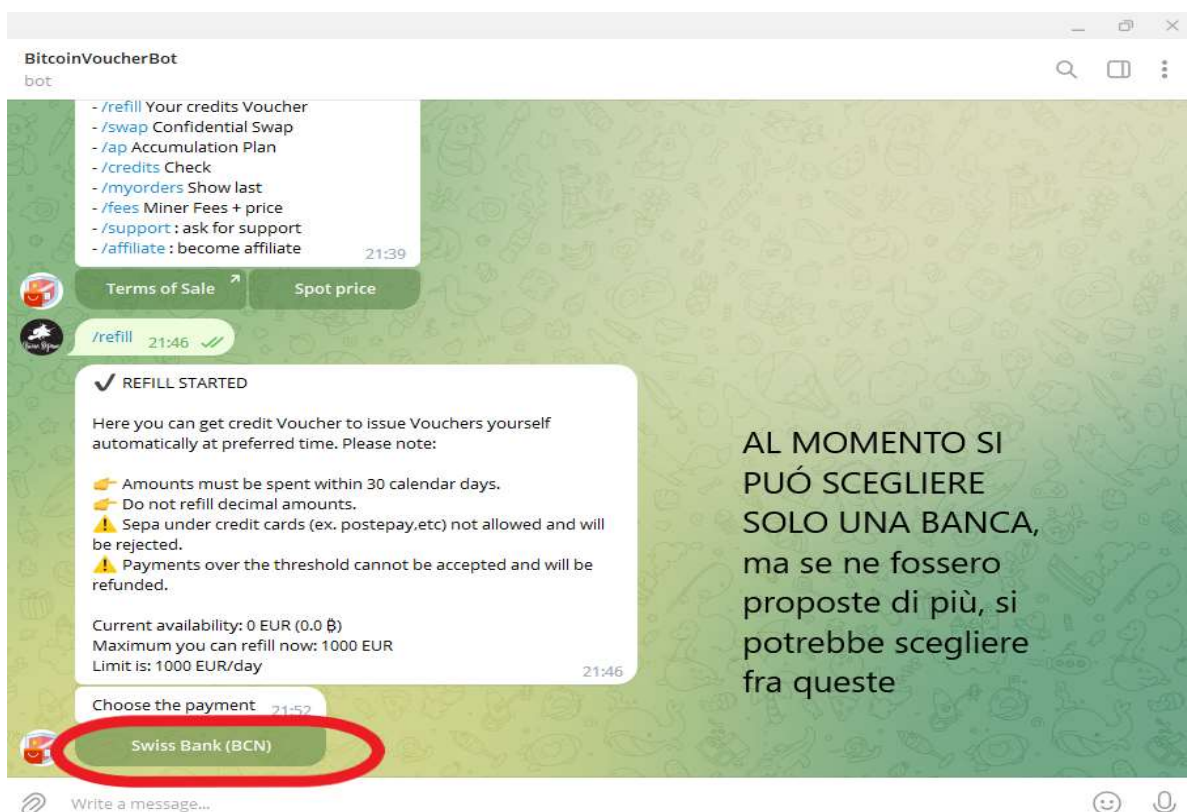 BitcoinVoucherBot
bot
- /refill Your credits Voucher
- /swap Confidential Swap
- /ap Accumulation Plan
- /credits Check
- /myorders Show last
- /fees Miner Fees + price
- /support : ask for support
- /affiliate : become affiliate
21:39
Terms of Sale
Spot price
/refill 21:46
✔ REFILL STARTED
Here you can get credit Voucher to issue Vouchers yourself
automatically at preferred time. Please note:
👉 Amounts must be spent within 30 calendar days.
👉 Do not refill decimal amounts.
⚠ Sepa under credit cards (ex. postepay,etc) not allowed and will
be rejected.
⚠ Payments over the threshold cannot be accepted and will be
refunded.
Current availability: 0 EUR (0.0 ฿)
Maximum you can refill now: 1000 EUR
Limit is: 1000 EUR/day
21:46
Choose the payment 21:52
Swiss Bank (BCN)
AL MOMENTO SI
PUÓ SCEGLIERE
SOLO UNA BANCA,
ma se ne fossero
proposte di più, si
potrebbe scegliere
fra queste
Write a message...